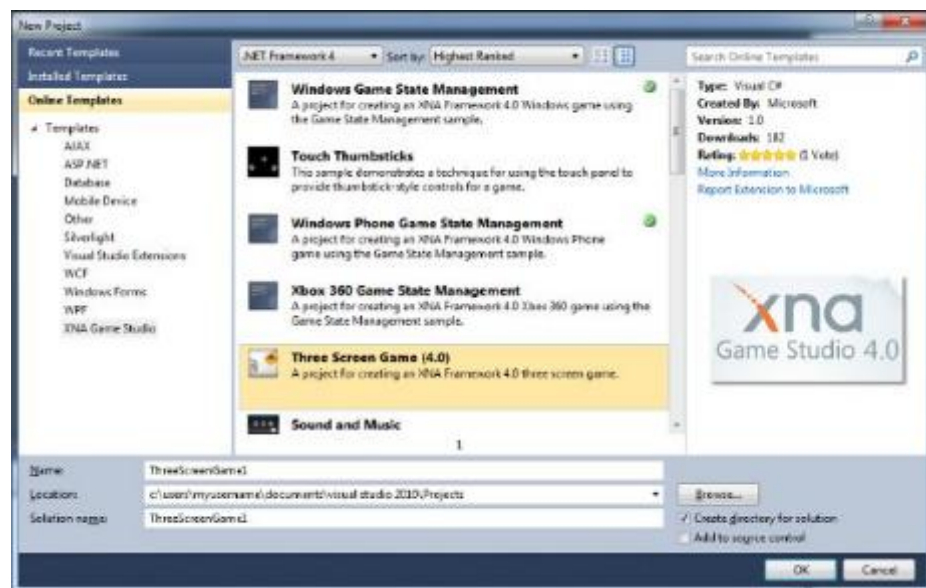 New Project
Recent Templates
Installed Templates
Online Templates
Templates
AJAX
ASP.NET
Database
Mobile Device
Other
Silverlight
Visual Studio Extensions
WCF
Windows Forms
WPF
XNA Game Studio
.NET Framework 4 Sort by: Highest Ranked
Windows Game State Management
A project for creating an XNA Framework 4.0 Windows game using
the Game State Management sample.
Touch Thumbsticks
This sample demonstrates a technique for using the touch panel to
provide thumbstick-style controls for a game.
Windows Phone Game State Management
A project for creating an XNA Framework 4.0 Windows Phone
game using the Game State Management sample.
Xbox 360 Game State Management
A project for creating an XNA Framework 4.0 Xbox 360 game using the
Game State Management sample.
Three Screen Game (4.0)
A project for creating an XNA Framework 4.0 three screen game.
Sound and Music
1
Search Online Templates
Type: Visual C#
Created By: Microsoft
Version: 1.0
Downloads: 182
Rating: (1 Vote)
More Information
Report Extension to Microsoft
xna
Game Studio 4.0
Name: ThreeScreenGame1
Location: c:\users\myusername\documents\visual studio 2010\Projects Browse...
Solution name: ThreeScreenGame1
Create directory for solution
Add to source control
OK Cancel